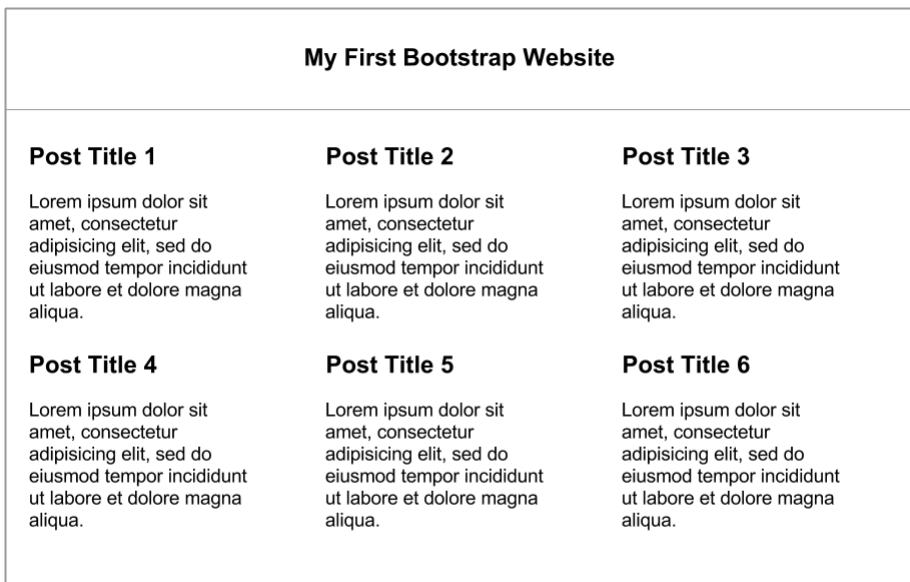 My First Bootstrap Website
Post Title 1
Lorem ipsum dolor sit
amet, consectetur
adipisicing elit, sed do
eiusmod tempor incididunt
ut labore et dolore magna
aliqua.
Post Title 2
Lorem ipsum dolor sit
amet, consectetur
adipisicing elit, sed do
eiusmod tempor incididunt
ut labore et dolore magna
aliqua.
Post Title 3
Lorem ipsum dolor sit
amet, consectetur
adipisicing elit, sed do
eiusmod tempor incididunt
ut labore et dolore magna
aliqua.
Post Title 4
Lorem ipsum dolor sit
amet, consectetur
adipisicing elit, sed do
eiusmod tempor incididunt
ut labore et dolore magna
aliqua.
Post Title 5
Lorem ipsum dolor sit
amet, consectetur
adipisicing elit, sed do
eiusmod tempor incididunt
ut labore et dolore magna
aliqua.
Post Title 6
Lorem ipsum dolor sit
amet, consectetur
adipisicing elit, sed do
eiusmod tempor incididunt
ut labore et dolore magna
aliqua.